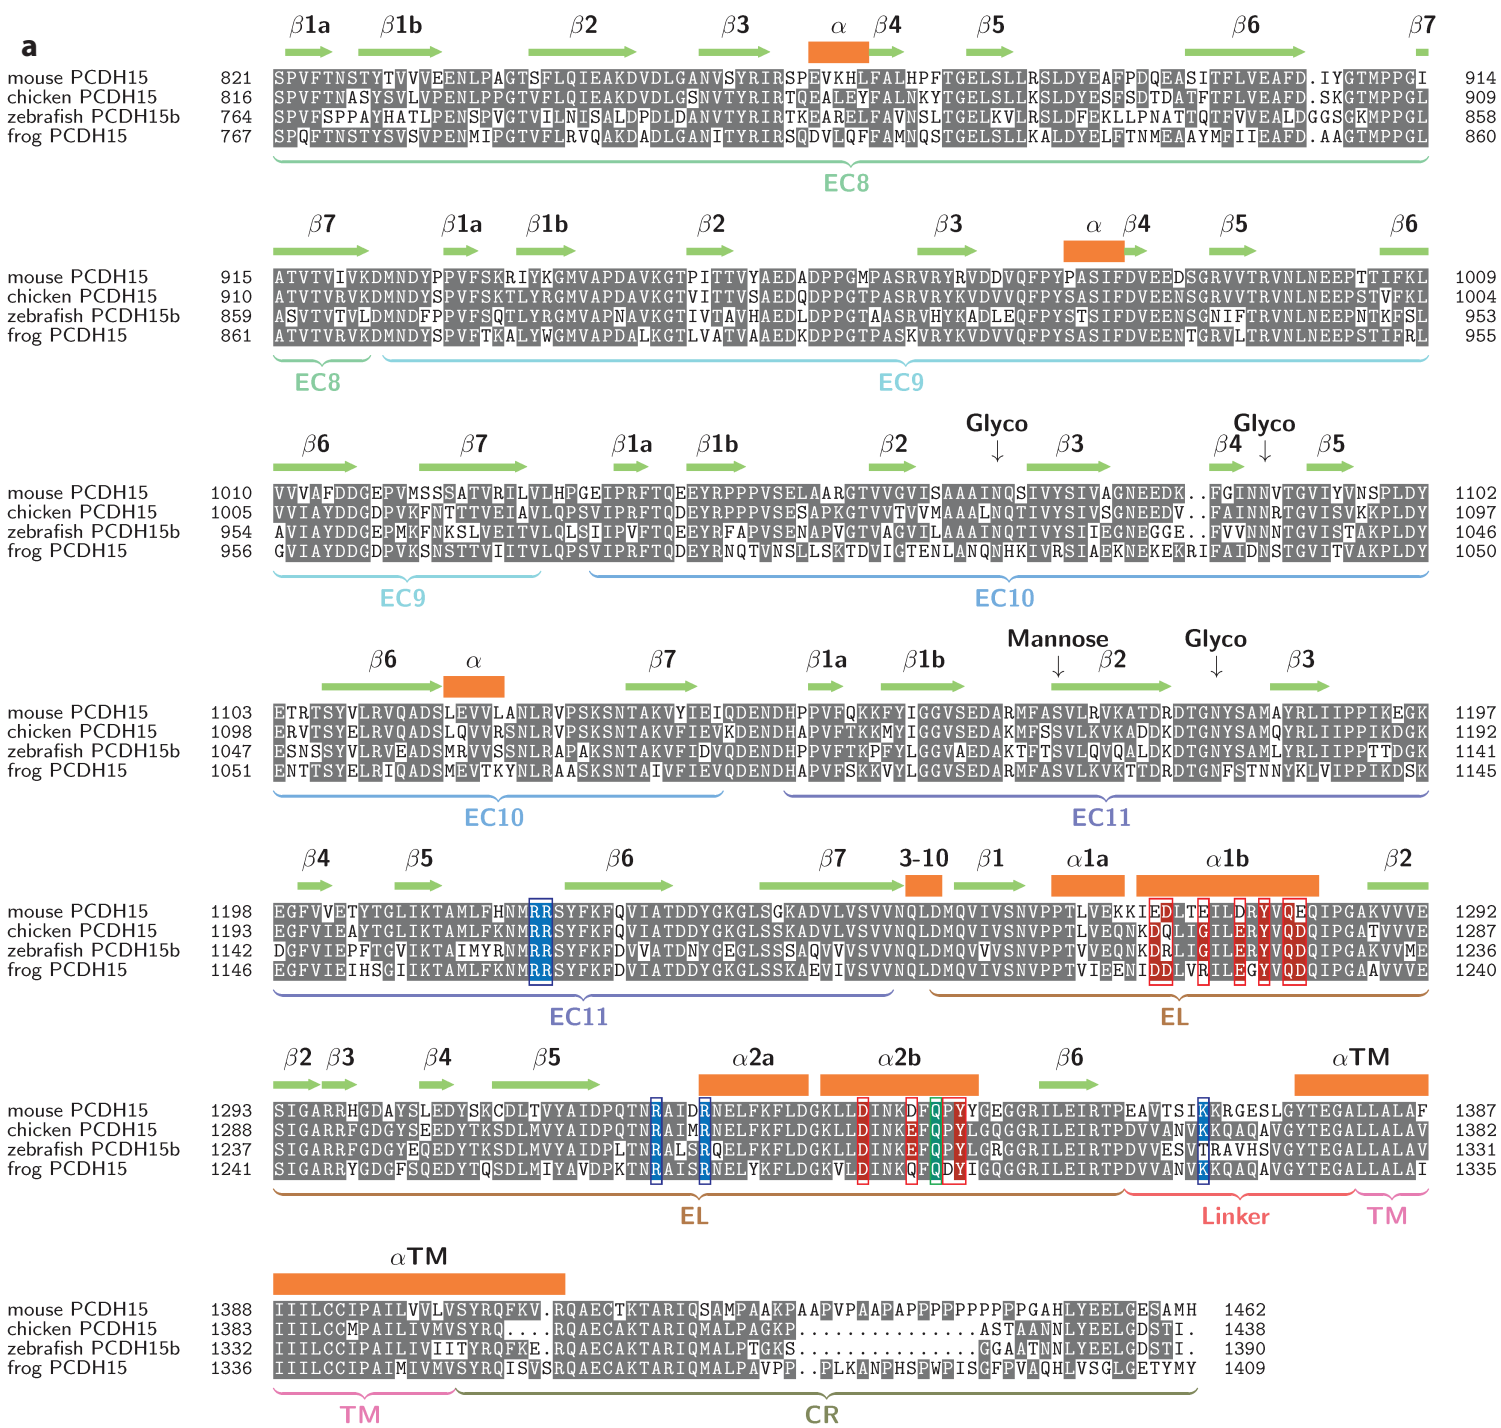 a
β1a β1b β2 β3 α β4 β5 β6 β7
mouse PCDH15 821 SPVFTNSTYTVVVEENLPAGTSFLQIEAKDVDLGANVSYRIRSPEVKHLFALHPFTGELSLLRSLDYEAFPDQEASITFLVEAFD.IYGTMPPGI 914
chicken PCDH15 816 SPVFTNASYSVLVPENLPPGTVFLQIEAKDVDLGSNVTYRIRTQEALEYFALNKYTGELSLLKSLDYESFSDTDATFTFLVEAFD.SKGTMPPGL 909
zebrafish PCDH15b 764 SPVFSPPAYHATLPENSPVGTVILNISALDPDLDANVTYRIRTKEARELFAVNSLTGELKVLRSLDFEKLLPNATTQTFVVEALDGGSGKMPPGL 858
frog PCDH15 767 SPQFTNSTYSVSVPENMIPGTVFLRVQAKDADLGANITYRIRSQDVLQFFAMNQSTGELSLLKALDYELFTNMEAAYMFIIEAFD.AAGTMPPGL 860
EC8
β7 β1a β1b β2 β3 α β4 β5 β6
mouse PCDH15 915 ATVTVIVKDMNDYPPVFSKRIYKGMVAPDAVKGTPITTVYAEDADPPGMPASRVRYRVDDVQFPYPASIFDVEEDSGRVVTRVNLNEEPTTIFKL 1009
chicken PCDH15 910 ATVTVRVKDMNDYSPVFSKTLYRGMVAPDAVKGTVITTVSAEDQDPPGTPASRVRYKVDVVQFPYSASIFDVEENSGRVVTRVNLNEEPSTVFKL 1004
zebrafish PCDH15b 859 ASVTVTVLDMNDFPPVFSQTLYRGMVAPNAVKGTIVTAVHAEDLDPPGTAASRVHYKADLEQFPYSTSIFDVEENSGNIFTRVNLNEEPNTKFSL 953
frog PCDH15 861 ATVTVRVKDMNDYSPVFTKALYWGMVAPDALKGTLVATVAAEDKDPPGTPASKVRYKVDVVQFPYSASIFDVEENTGRVLTRVNLNEEPSTIFRL 955
EC8 EC9
Glyco Glyco
β6 β7 β1a β1b β2 β3 β4 β5
mouse PCDH15 1010 VVVAFDDGEPVMSSSATVRILVLHPGEIPRFTQEEYRPPPVSELAARGTVVGVISAAAINQSIVYSIVAGNEEDK..FGINNVTGVIYVNSPLDY 1102
chicken PCDH15 1005 VVIAYDDGDPVKFNTTTVEIAVLQPSVIPRFTQDEYRPPPVSESAPKGTVVTVVMAAALNQTIVYSIVSGNEEDV..FAINNRTGVISVKKPLDY 1097
zebrafish PCDH15b 954 AVIAYDDGEPMKFNKSLVEITVLQLSIIPVFTQEEYRFAPVSENAPVGTVAGVILAAAINQTIVYSIIEGNEGGE..FVVNNNTGVISTAKPLDY 1046
frog PCDH15 956 GVIAYDDGDPVKSNSTTVIITVLQPSVIPRFTQDEYRNQTVNSLLSKTDVIGTENLANQNHKIVRSIAEKNEKEKRIFAIDNSTGVITVAKPLDY 1050
EC9 EC10
Mannose Glyco
β6 α β7 β1a β1b β2 β3
mouse PCDH15 1103 ETRTSYVLRVQADSLEVVLANLRVPSKSNTAKVYIEIQDENDHPPVFQKKFYIGGVSEDARMFASVLRVKATDRDTGNYSAMAYRLIIPPIKEGK 1197
chicken PCDH15 1098 ERVTSYELRVQADSLQVVRSNLRVPSKSNTAKVFIEVKDENDHAPVFTKKMYIGGVSEDAKMFSSVLKVKADDKDTGNYSAMQYRLIIPPIKDGK 1192
zebrafish PCDH15b 1047 ESNSSYVLRVEADSMRVVSSNLRAPAKSNTAKVFIDVQDENDHAPVFTKPFYLGGVAEDAKTFTSVLQVQALDKDTGNYSAMLYRLIIPPTTDGK 1141
frog PCDH15 1051 ENTTSYELRIQADSMEVTKYNLRAASKSNTAIVFIEVQDENDHAPVFSKKVYLGGVSEDARMFASVLKVKTTDRDTGNFSTNNYKLVIPPIKDSK 1145
EC10 EC11
β4 β5 β6 β7 3-10 β1 α1a α1b β2
mouse PCDH15 1198 EGFVVETYTGLIKTAMLFHNMRRSYFKFQVIATDDYGKGLSGKADVLVSVVNQLDMQVIVSNVPPTLVEKKIEDLTEILDRYVQEQIPGAKVVVE 1292
chicken PCDH15 1193 EGFVIEAYTGLIKTAMLFKNMRRSYFKFQVIATDDYGKGLSSKADVLVSVVNQLDMQVIVSNVPPTLVEQNKDQLIGILERYVQDQIPGATVVVE 1287
zebrafish PCDH15b 1142 DGFVIEPFTGVIKTAIMYRNMRRSYFKFDVVATDNYGEGLSSSAQVVVSVVNQLDMQVVVSNVPPTVVEQNKDRLIGILERYVQDQIPGAKVVME 1236
frog PCDH15 1146 EGFVIEIHSGIIKTAMLFKNMRRSYFKFDVIATDDYGKGLSSKAEVIVSVVNQLDMQVIVSNVPPTVIEENIDDLVRILEGYVQDQIPGAAVVVE 1240
EC11 EL
β2 β3 β4 β5 α2a α2b β6 αTM
mouse PCDH15 1293 SIGARRHGDAYSLEDYSKCDLTVYAIDPQTNRAIDRNELFKFLDGKLLDINKDFQPYYGEGGRILEIRTPEAVTSIKKRGESLGYTEGALLALAF 1387
chicken PCDH15 1288 SIGARRFGDGYSEEDYTKSDLMVYAIDPQTNRAIMRNELFKFLDGKLLDINKEFQPYLGQGGRILEIRTPDVVANVKKQAQAVGYTEGALLALAV 1382
zebrafish PCDH15b 1237 SIGARRFGDGYEQEDYTKSDLMVYAIDPLTNRALSRQELFKFLDGKLLDINKEFQPYLGRGGRILEIRTPDVVESVTRAVHSVGYTEGALLALAV 1331
frog PCDH15 1241 SIGARRYGDGFSQEDYTQSDLMIYAVDPKTNRAISRNELYKFLDGKVLDINKQFQDYIGQGGRILEIRTPDVVANVKKQAQAVGYTEGALLALAI 1335
EL Linker TM
αTM
mouse PCDH15 1388 IIILCCIPAILVVLVSYRQFKV.RQAECTKTARIQSAMPAAKPAAPVPAAPAPPPPPPPPPGAHLYEELGESAMH 1462
chicken PCDH15 1383 IIILCCMPAILIVMVSYRQ....RQAECAKTARIQMALPAGKP...............ASTAANNLYEELGDSTI. 1438
zebrafish PCDH15b 1332 IIILCCIPAILIVIITYRQFKE.RQAECAKTARIQMALPTGKS...............GGAATNNLYEELGDSTI. 1390
frog PCDH15 1336 IIILCCIPAIMIVMVSYRQISVSRQAECAKTARIQMALPAVPP..PLKANPHSPWPISGFPVAQHLVSGLGETYMY 1409
TM CR